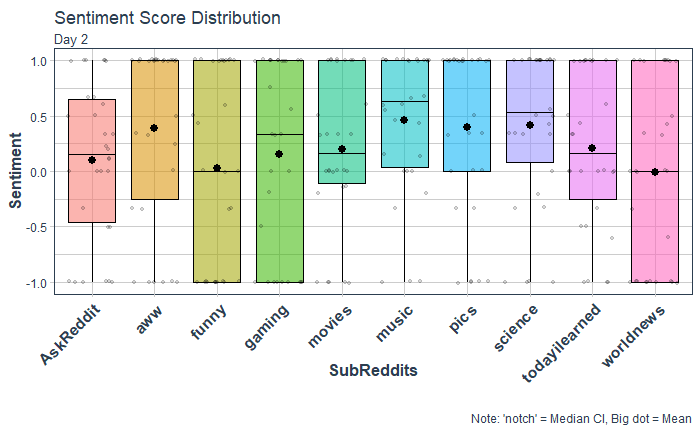 Sentiment Score Distribution
Day 2
1.0
0.5
0.0
-0.5
-1.0
Sentiment
AskReddit
aww
funny
gaming
movies
music
pics
science
todayilearned
worldnews
SubReddits
Note: 'notch' = Median CI, Big dot = Mean